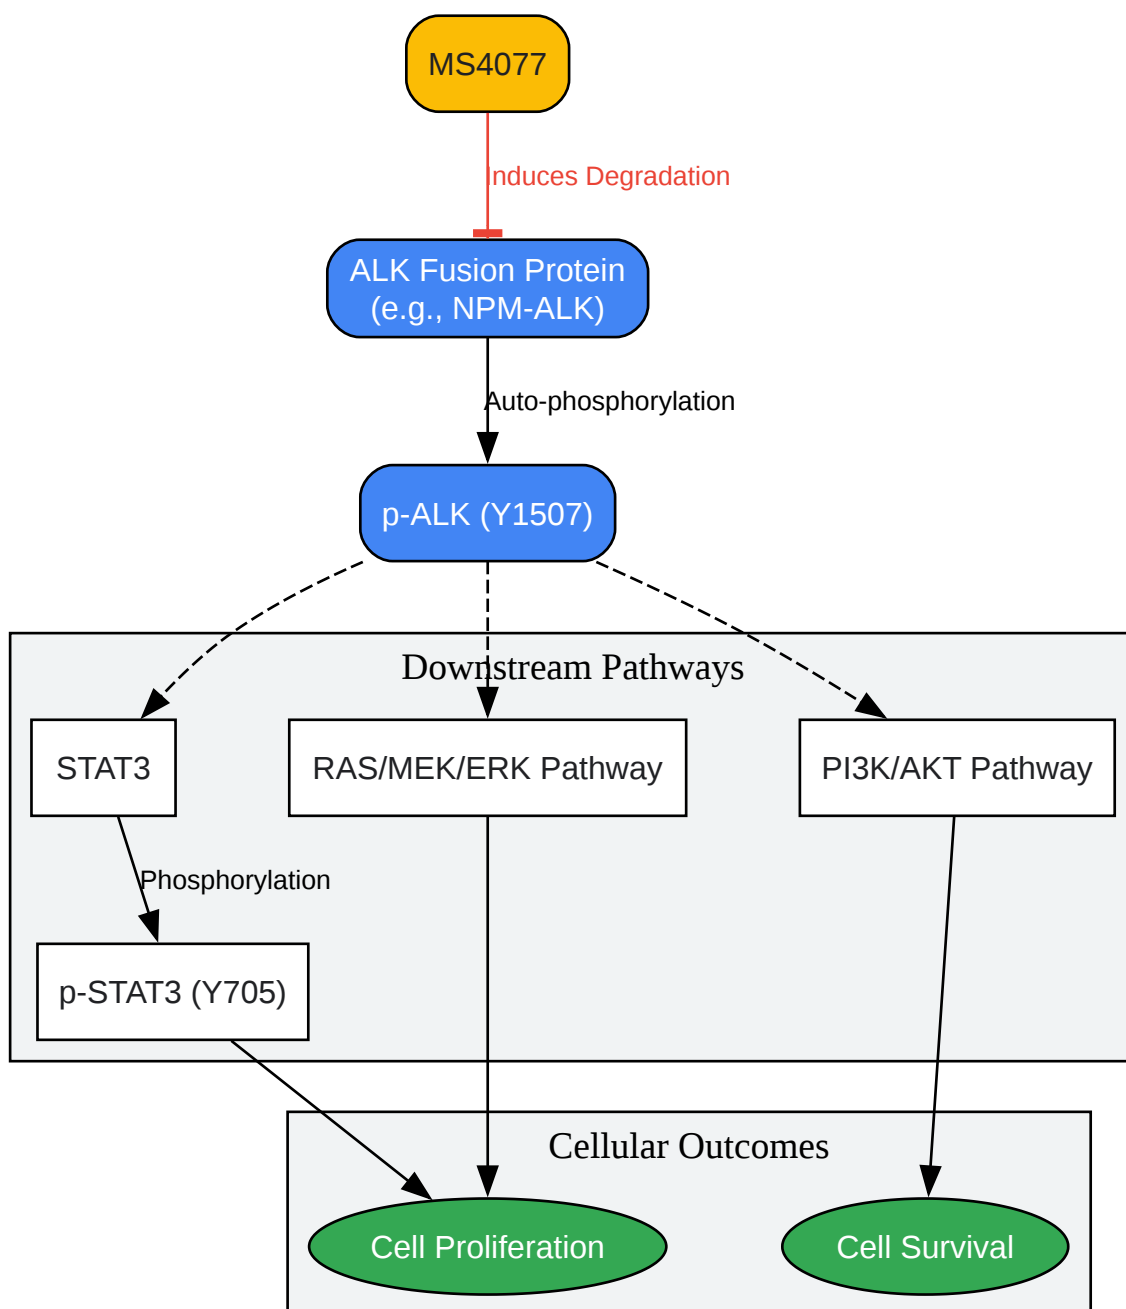 MS4077
Induces Degradation
ALK Fusion Protein
(e.g., NPM-ALK)
Auto-phosphorylation
p-ALK (Y1507)
Downstream Pathways
STAT3
RAS/MEK/ERK Pathway
PI3K/AKT Pathway
Phosphorylation
p-STAT3 (Y705)
Cellular Outcomes
Cell Proliferation
Cell Survival